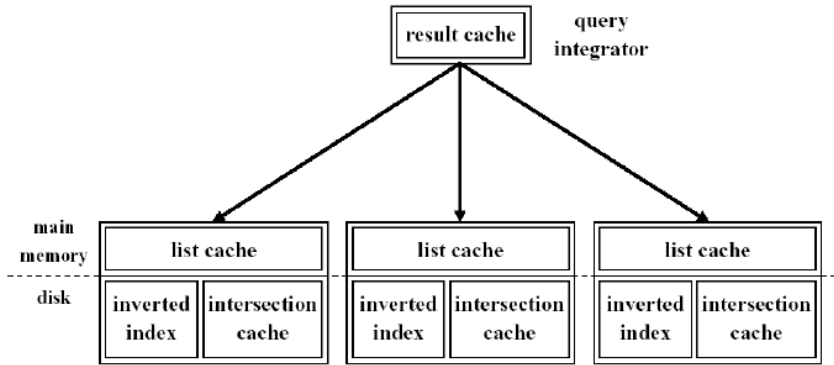 result cache
query
integrator
main
memory
list cache
list cache
list cache
disk
inverted
index
intersection
cache
inverted
index
intersection
cache
inverted
index
intersection
cache